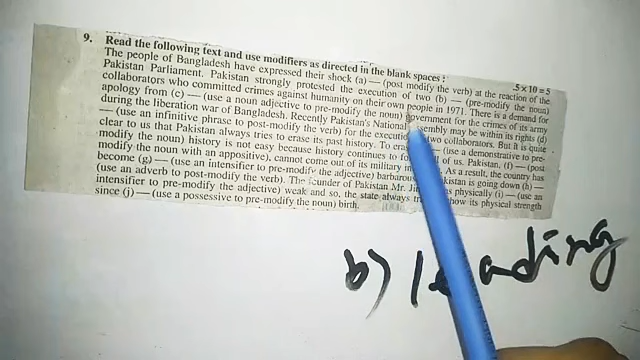 9. Read the following text and use modifiers as directed in the blank spaces : .5 × 10 = 5
The people of Bangladesh have expressed their shock (a) — (post modify the verb) at the reaction of the
Pakistan Parliament. Pakistan strongly protested the execution of two (b) — (pre-modify the noun)
collaborators who committed crimes against humanity on their own people in 1971. There is a demand for
apology from (c) — (use a noun adjective to pre-modify the noun) government for the crimes of its army
during the liberation war of Bangladesh. Recently Pakistan's National Assembly may be within its rights (d)
— (use an infinitive phrase to post-modify the verb) for the execution two collaborators. But it is quite
clear to us that Pakistan always tries to erase its past history. To erase — (use a demonstrative to pre-
modify the noun) history is not easy because history continues to of us. Pakistan, (f) — (post
modify the noun with an appositive), cannot come out of its military in As a result, the country has
become (g) — (use an intensifier to pre-modify the adjective) barbarous kistan is going down (h) —
(use an adverb to post-modify the verb). The founder of Pakistan Mr. physically (i) — (use an
intensifier to pre-modify the adjective) weak and so, the state always how its physical strength
since (j) — (use a possessive to pre-modify the noun) birth.
b) leading